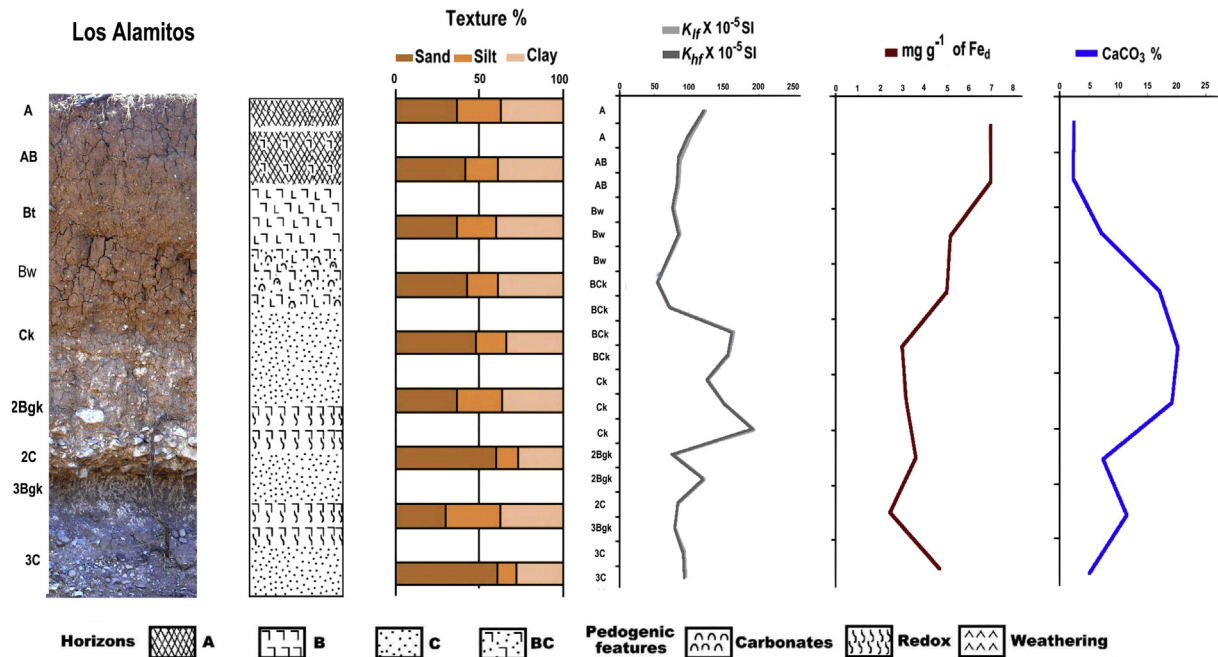 Los Alamitos
A
AB
Bt
Bw
Ck
2Bgk
2C
3Bgk
3C
Texture %
Sand Silt Clay
0 50 100
K_lf X 10^-5 SI
K_hf X 10^-5 SI
0 50 100 150 200 250
A
A
AB
AB
Bw
Bw
Bw
BCk
BCk
BCk
BCk
Ck
Ck
Ck
2Bgk
2Bgk
2C
3Bgk
3C
3C
mg g^-1 of Fe_d
0 1 2 3 4 5 6 7 8
CaCO3 %
0 5 10 15 20 25
Horizons A B C BC Pedogenic features Carbonates Redox Weathering